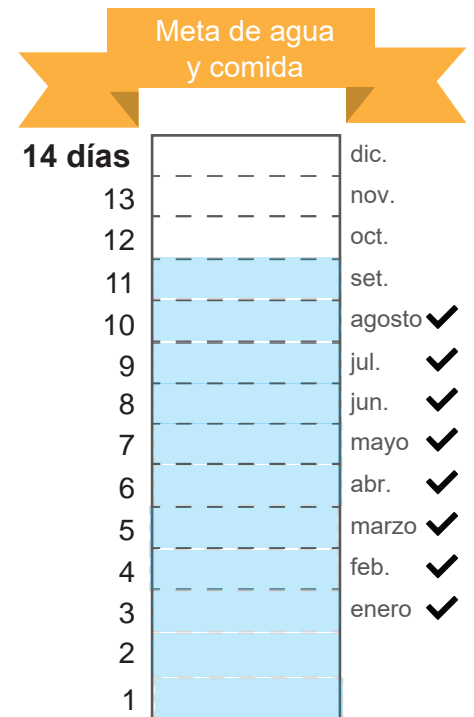 Meta de agua
y comida
14 días dic.
13 nov.
12 oct.
11 set.
10 agosto ✔
9 jul. ✔
8 jun. ✔
7 mayo ✔
6 abr. ✔
5 marzo ✔
4 feb. ✔
3 enero ✔
2
1